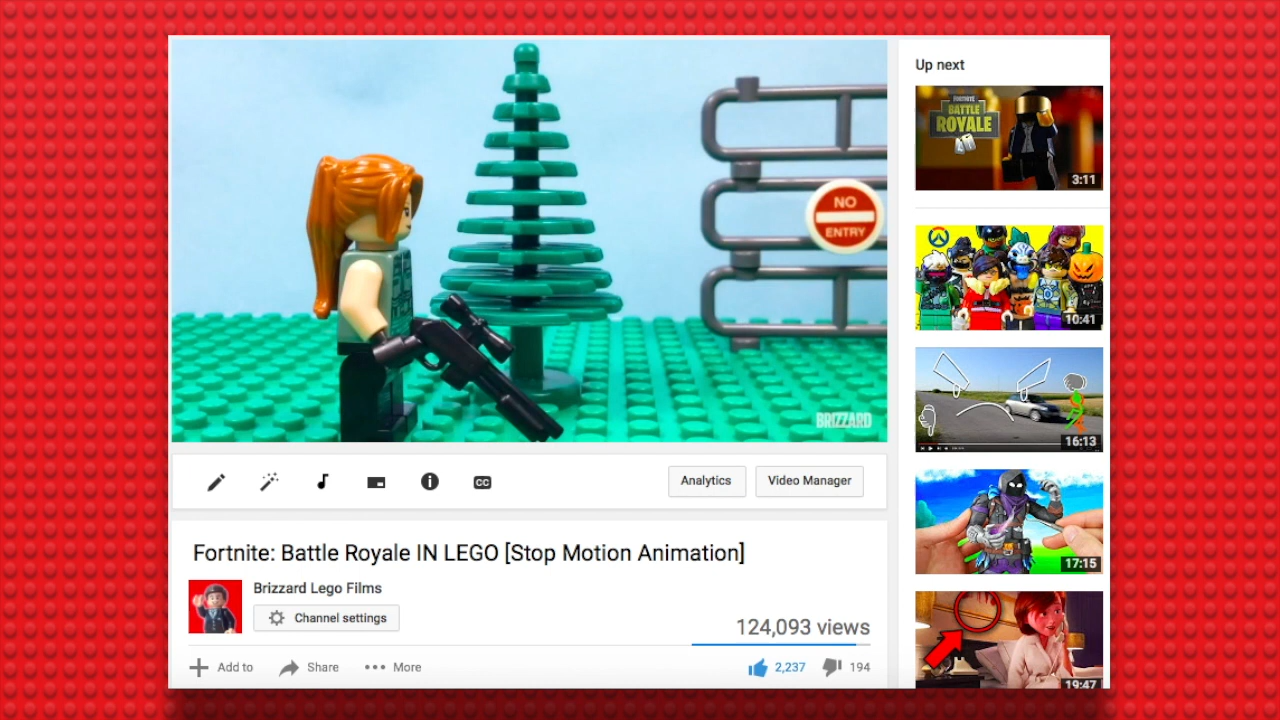 NO
ENTRY
BRIZZARD
CC
Analytics
Video Manager
Fortnite: Battle Royale IN LEGO [Stop Motion Animation]
Brizzard Lego Films
Channel settings
124,093 views
Add to
Share
More
2,237
194
Up next
FORTNITE
BATTLE
ROYALE
3:11
10:41
16:13
17:15
19:47